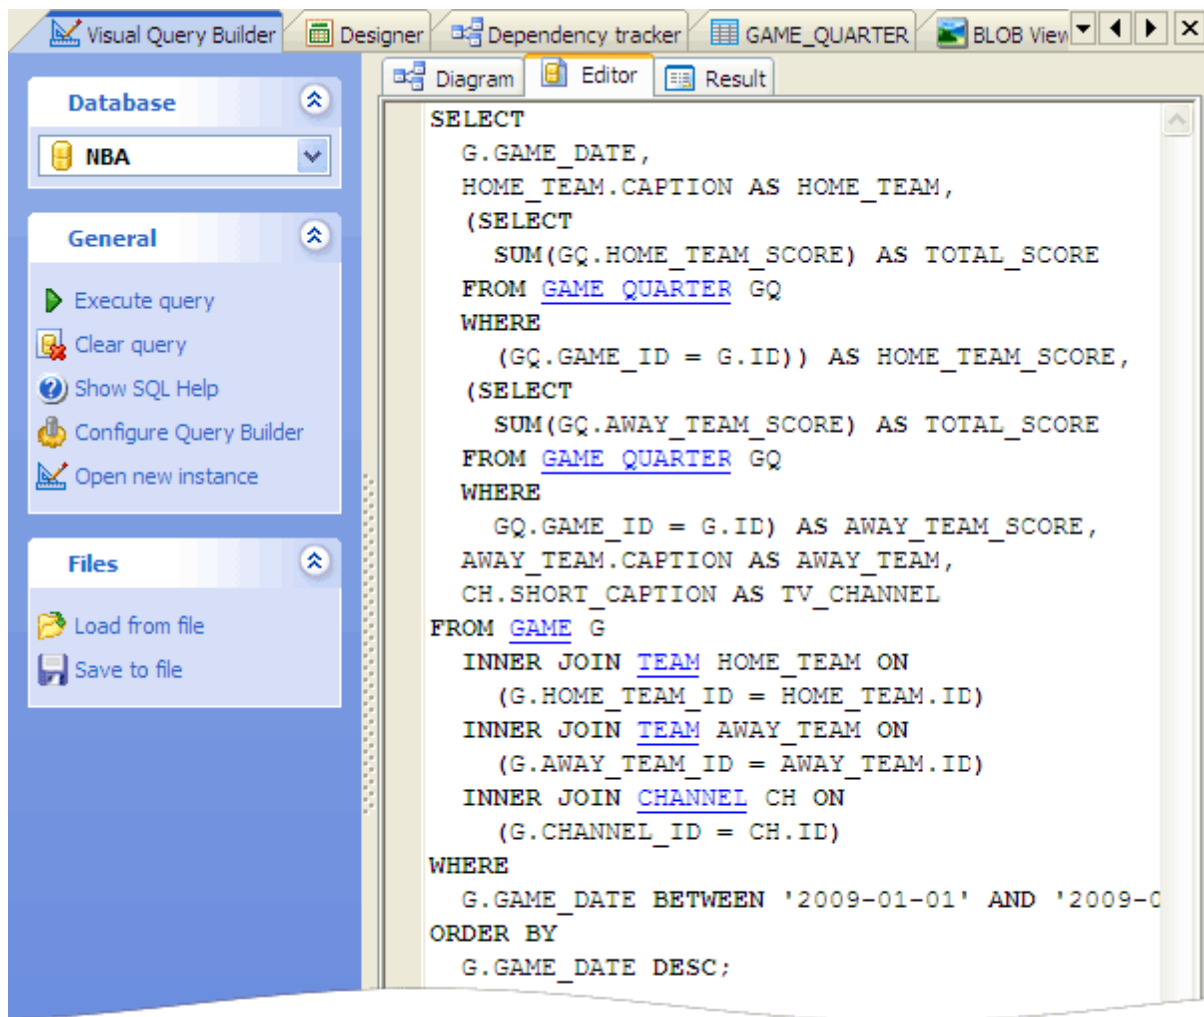 Visual Query Builder
Designer
Dependency tracker
GAME_QUARTER
BLOB View
Database
NBA
General
Execute query
Clear query
Show SQL Help
Configure Query Builder
Open new instance
Files
Load from file
Save to file
Diagram
Editor
Result
SELECT
G.GAME_DATE,
HOME_TEAM.CAPTION AS HOME_TEAM,
(SELECT
SUM(GQ.HOME_TEAM_SCORE) AS TOTAL_SCORE
FROM GAME_QUARTER GQ
WHERE
(GQ.GAME_ID = G.ID)) AS HOME_TEAM_SCORE,
(SELECT
SUM(GQ.AWAY_TEAM_SCORE) AS TOTAL_SCORE
FROM GAME_QUARTER GQ
WHERE
GQ.GAME_ID = G.ID) AS AWAY_TEAM_SCORE,
AWAY_TEAM.CAPTION AS AWAY_TEAM,
CH.SHORT_CAPTION AS TV_CHANNEL
FROM GAME G
INNER JOIN TEAM HOME_TEAM ON
(G.HOME_TEAM_ID = HOME_TEAM.ID)
INNER JOIN TEAM AWAY_TEAM ON
(G.AWAY_TEAM_ID = AWAY_TEAM.ID)
INNER JOIN CHANNEL CH ON
(G.CHANNEL_ID = CH.ID)
WHERE
G.GAME_DATE BETWEEN '2009-01-01' AND '2009-0
ORDER BY
G.GAME_DATE DESC;